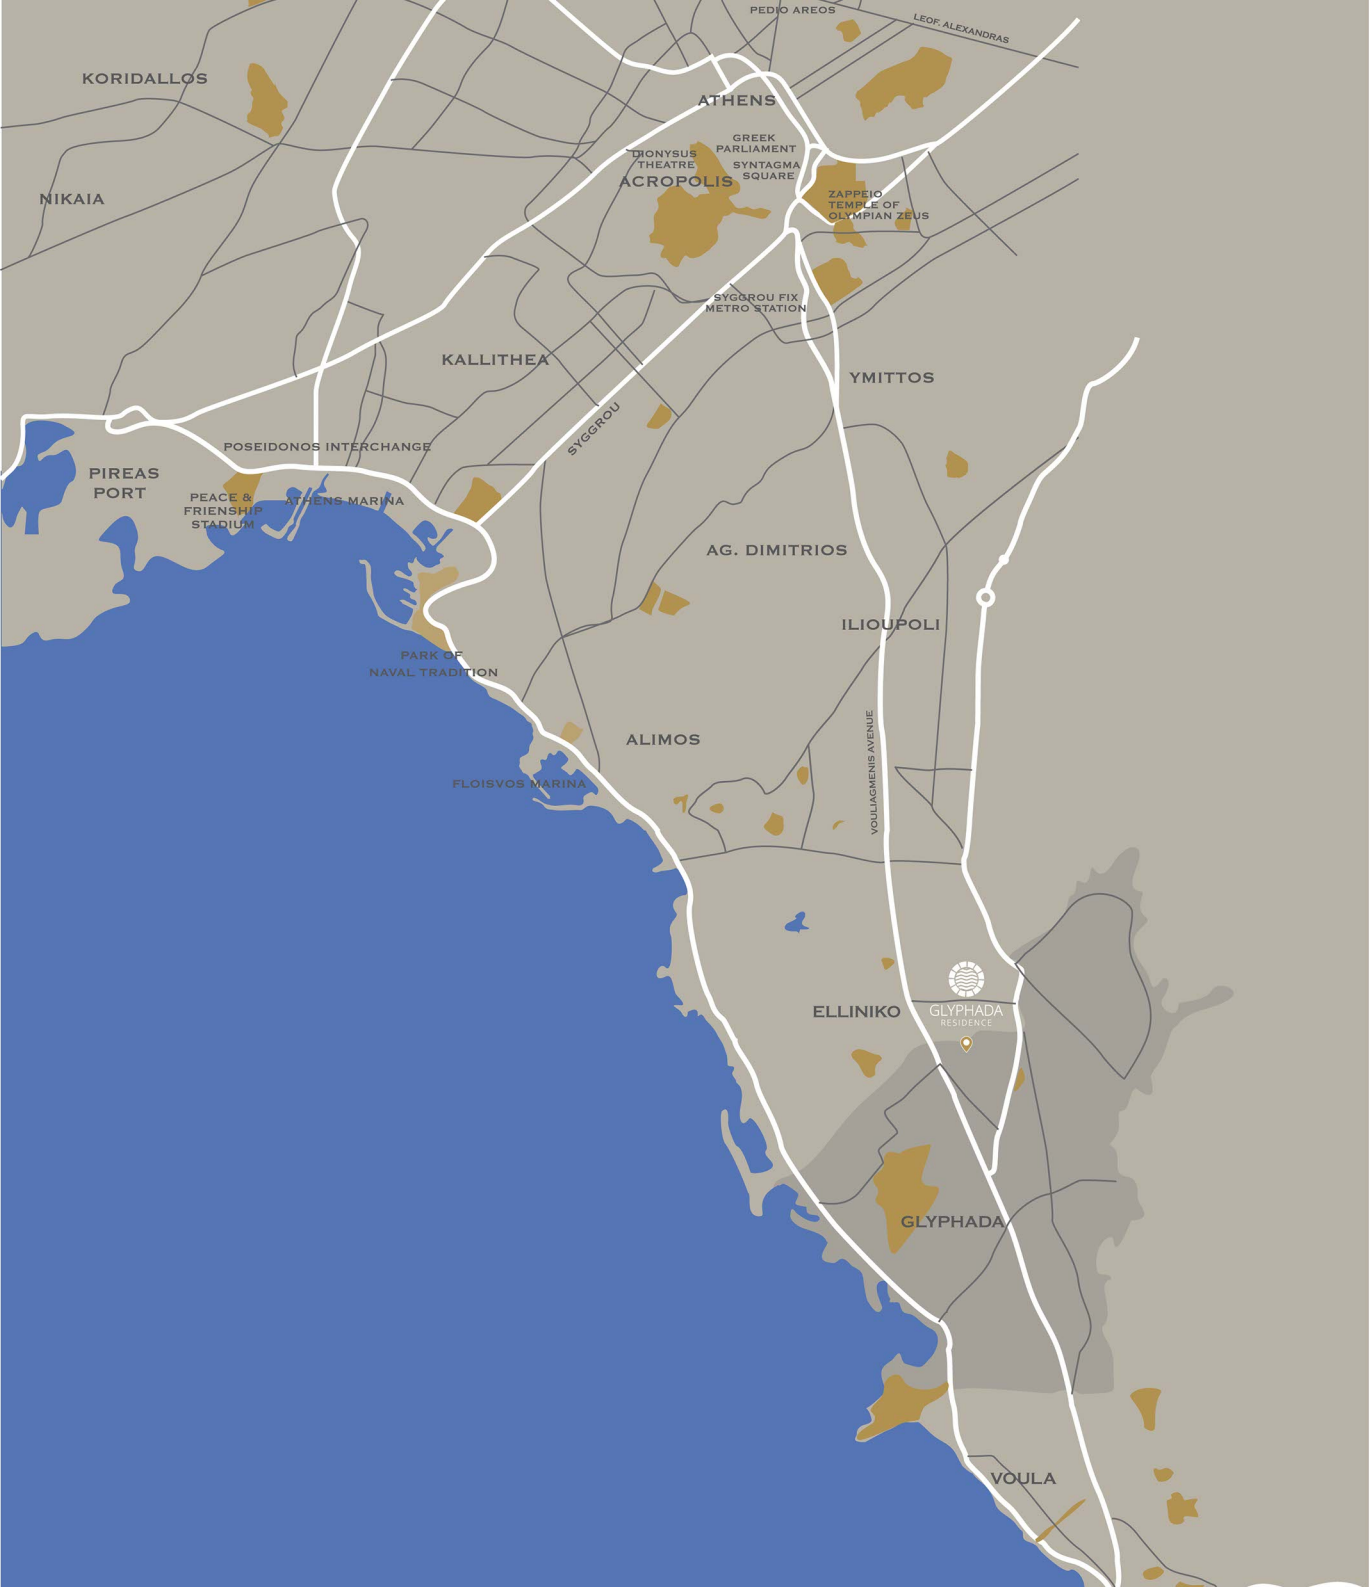 PEDIO AREOS
LEOF. ALEXANDRAS
KORIDALLOS
ATHENS
GREEK
PARLIAMENT
DIONYSUS
THEATRE
SYNTAGMA
SQUARE
ACROPOLIS
NIKAIA
ZAPPEIO
TEMPLE OF
OLYMPIAN ZEUS
SYGGROU FIX
METRO STATION
KALLITHEA
YMITTOS
SYGGROU
POSEIDONOS INTERCHANGE
PIREAS
PORT
PEACE &
FRIENSHIP
STADIUM
ATHENS MARINA
AG. DIMITRIOS
ILIOUPOLI
PARK OF
NAVAL TRADITION
ALIMOS
VOULIAGMENIS AVENUE
FLOISVOS MARINA
ELLINIKO
GLYPHADA
RESIDENCE
GLYPHADA
VOULA